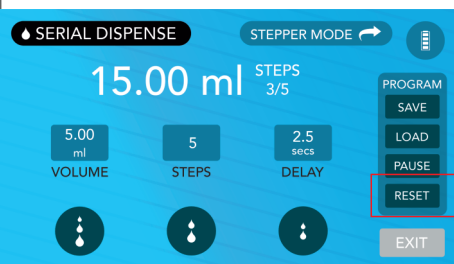 SERIAL DISPENSE
STEPPER MODE
15.00 ml
STEPS
3/5
5.00
ml
VOLUME
5
STEPS
2.5
secs
DELAY
PROGRAM
SAVE
LOAD
PAUSE
RESET
EXIT